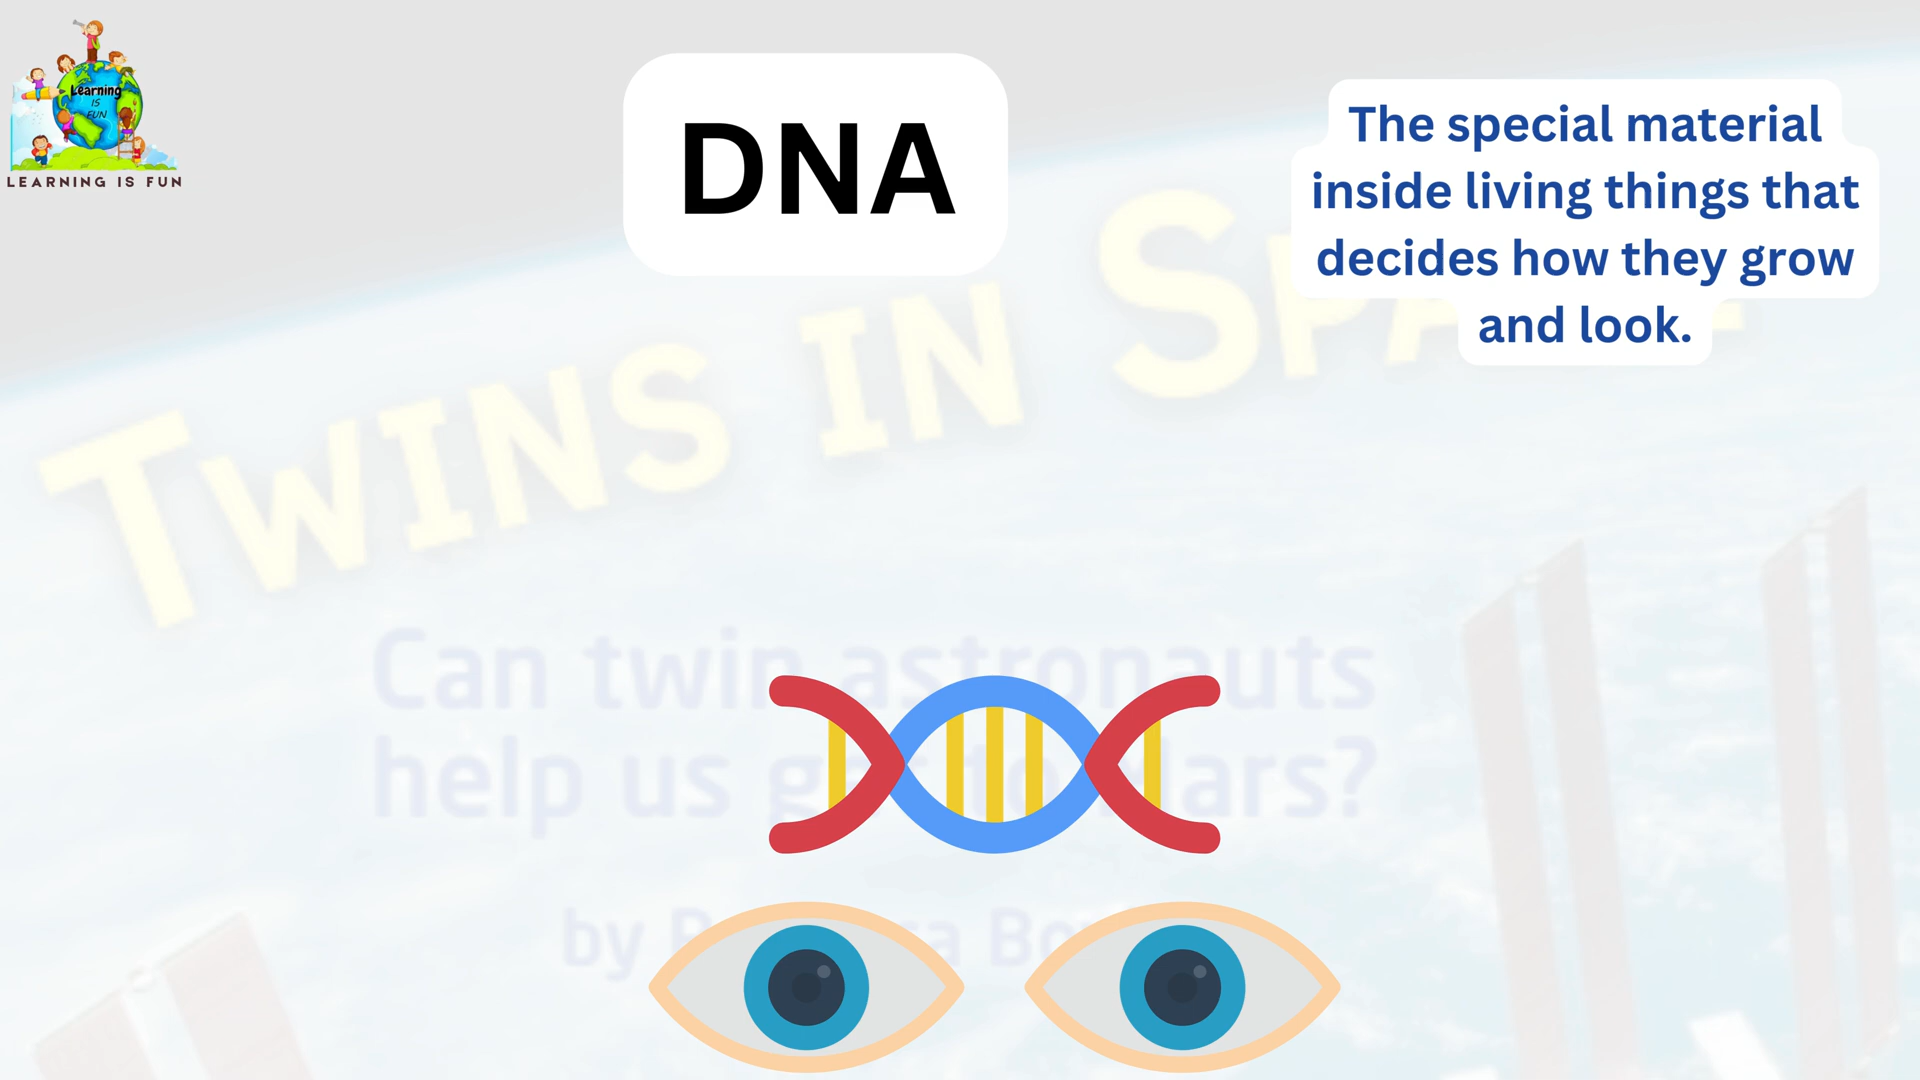 Learning
IS
FUN
LEARNING IS FUN
DNA
The special material
inside living things that
decides how they grow
and look.
TWINS IN
Can twin astronauts
help us
by